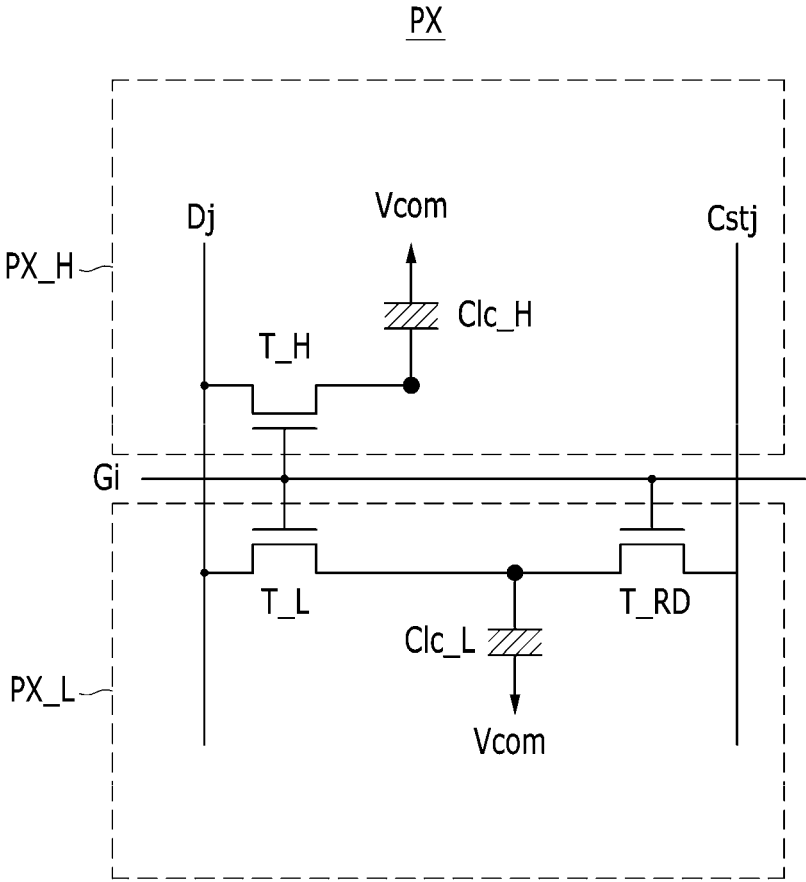 PX
Vcom
Dj
Cstj
PX_H
Clc_H
T_H
Gi
T_L
T_RD
Clc_L
PX_L
Vcom